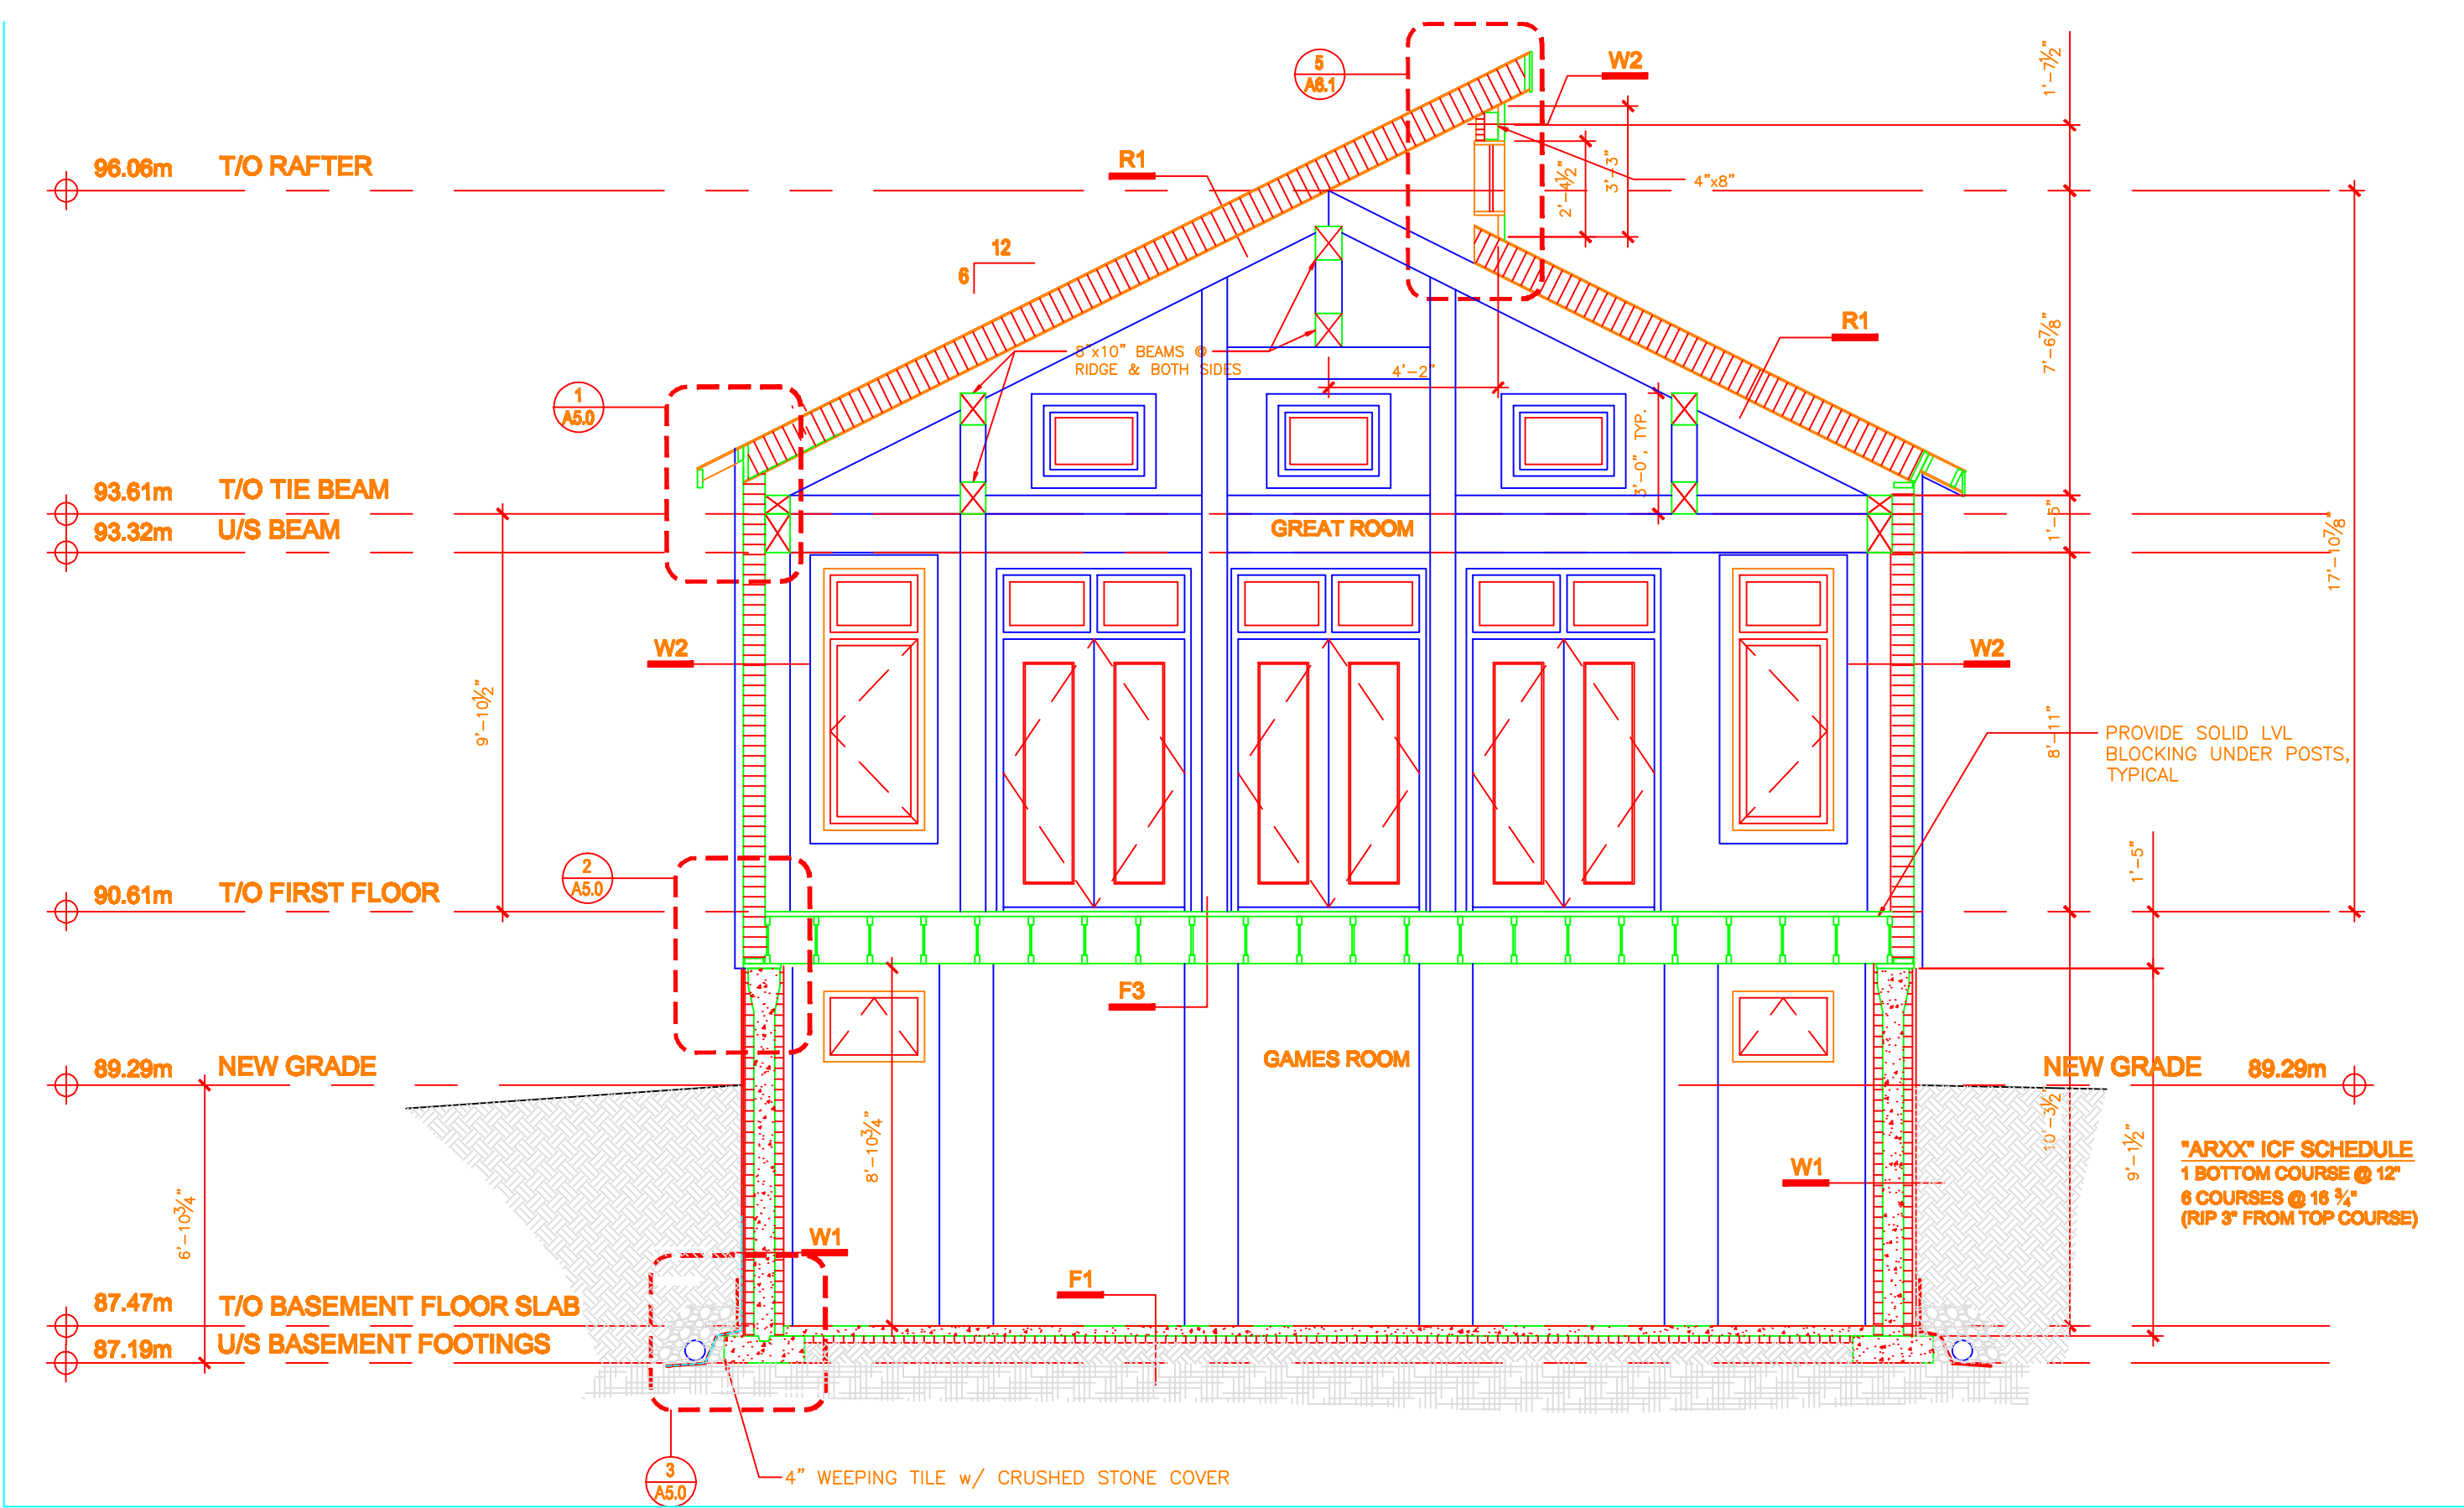 5
A6.1
W2
1'-7½"
96.06m T/O RAFTER
R1
2'-4½"
3'-3"
4"x8"
12
6
R1
7'-6⅞"
8"x10" BEAMS @
RIDGE & BOTH SIDES
4'-2"
1
A5.0
3'-0", TYP.
93.61m T/O TIE BEAM
93.32m U/S BEAM
GREAT ROOM
1'-5"
17'-10⅞"
W2
W2
9'-10½"
8'-11"
PROVIDE SOLID LVL
BLOCKING UNDER POSTS,
TYPICAL
2
A5.0
1'-5"
90.61m T/O FIRST FLOOR
F3
GAMES ROOM
89.29m NEW GRADE
NEW GRADE 89.29m
8'-10¾"
10'-3½"
9'-1½"
"ARXX" ICF SCHEDULE
1 BOTTOM COURSE @ 12"
6 COURSES @ 16 ¾"
(RIP 3" FROM TOP COURSE)
W1
6'-10¾"
W1
F1
87.47m T/O BASEMENT FLOOR SLAB
87.19m U/S BASEMENT FOOTINGS
3
A5.0
4" WEEPING TILE w/ CRUSHED STONE COVER